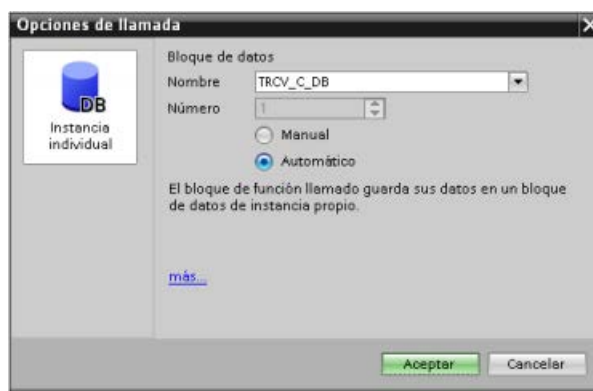 Opciones de llamada
Bloque de datos
Nombre TRCV_C_DB
Número 1
DB
Instancia
individual
Manual
Automático
El bloque de función llamado guarda sus datos en un bloque
de datos de instancia propio.
más...
Aceptar Cancelar